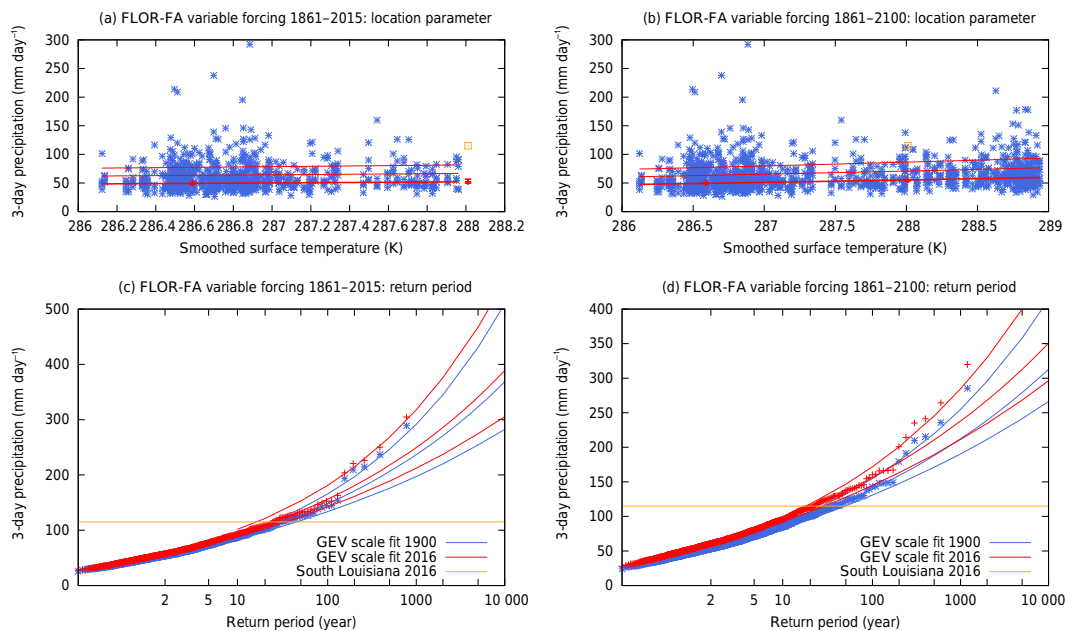 (a) FLOR-FA variable forcing 1861–2015: location parameter
3-day precipitation (mm day⁻¹)
300
250
200
150
100
50
0
286 286.2 286.4 286.6 286.8 287 287.2 287.4 287.6 287.8 288 288.2
Smoothed surface temperature (K)
(b) FLOR-FA variable forcing 1861–2100: location parameter
3-day precipitation (mm day⁻¹)
300
250
200
150
100
50
0
286 286.5 287 287.5 288 288.5 289
Smoothed surface temperature (K)
(c) FLOR-FA variable forcing 1861–2015: return period
3-day precipitation (mm day⁻¹)
500
400
300
200
100
0
GEV scale fit 1900
GEV scale fit 2016
South Louisiana 2016
2 5 10 100 1000 10 000
Return period (year)
(d) FLOR-FA variable forcing 1861–2100: return period
3-day precipitation (mm day⁻¹)
400
350
300
250
200
150
100
50
0
GEV scale fit 1900
GEV scale fit 2016
South Louisiana 2016
2 5 10 100 1000 10 000
Return period (year)